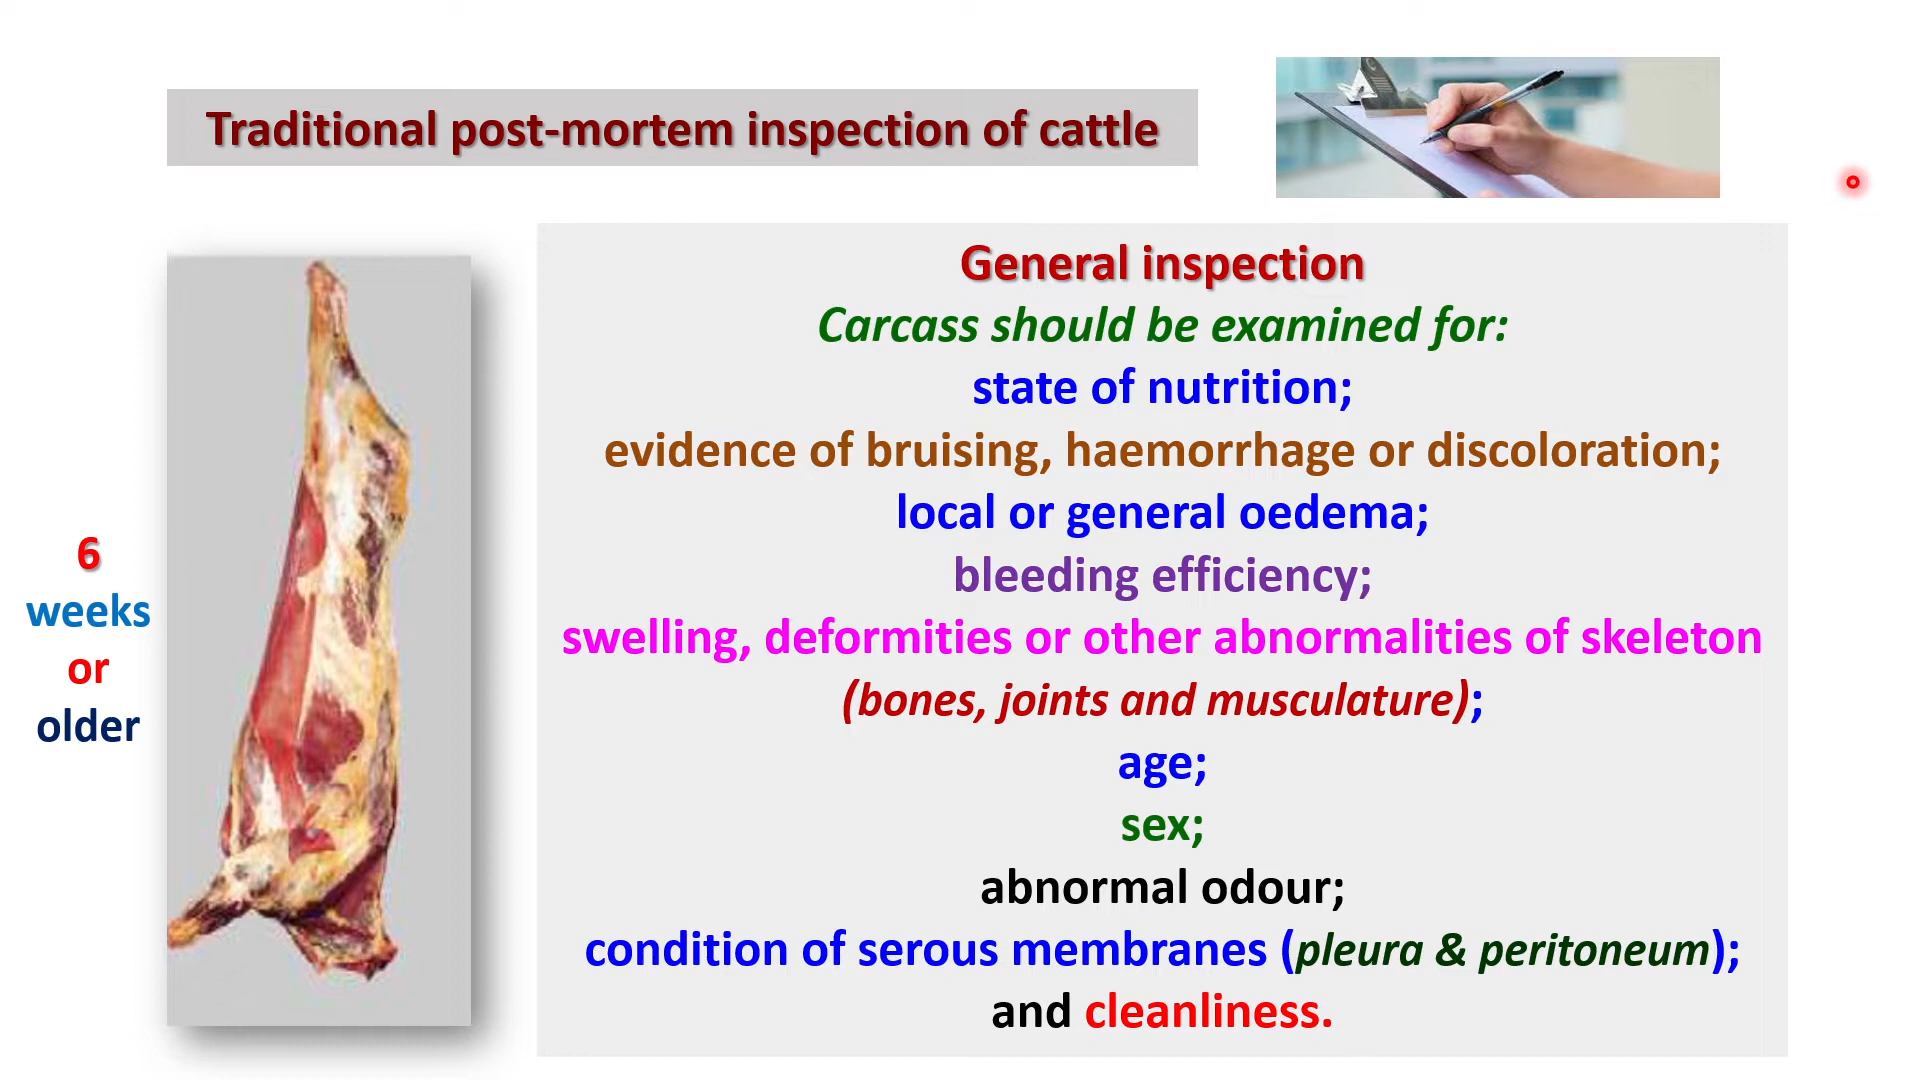 Traditional post-mortem inspection of cattle
General inspection
Carcass should be examined for:
state of nutrition;
evidence of bruising, haemorrhage or discoloration;
local or general oedema;
bleeding efficiency;
swelling, deformities or other abnormalities of skeleton
(bones, joints and musculature);
age;
sex;
abnormal odour;
condition of serous membranes (pleura & peritoneum);
and cleanliness.
6
weeks
or
older